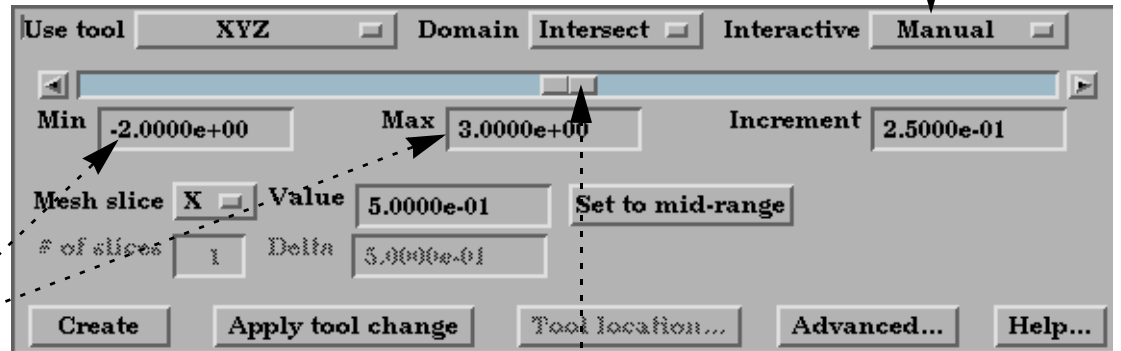 Use tool XYZ Domain Intersect Interactive Manual
Min -2.0000e+00 Max 3.0000e+00 Increment 2.5000e-01
Mesh slice X Value 5.0000e-01 Set to mid-range
# of slices 1 Delta 5.0000e-01
Create Apply tool change Tool location... Advanced... Help...